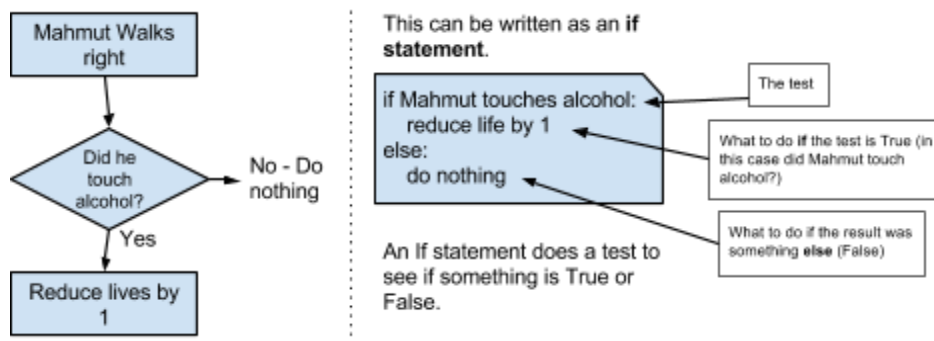 Mahmut Walks
right
Did he
touch
alcohol?
No - Do
nothing
Yes
Reduce lives by
1
This can be written as an if
statement.
if Mahmut touches alcohol:
reduce life by 1
else:
do nothing
The test
What to do if the test is True (in
this case did Mahmut touch
alcohol?)
What to do if the result was
something else (False)
An If statement does a test to
see if something is True or
False.